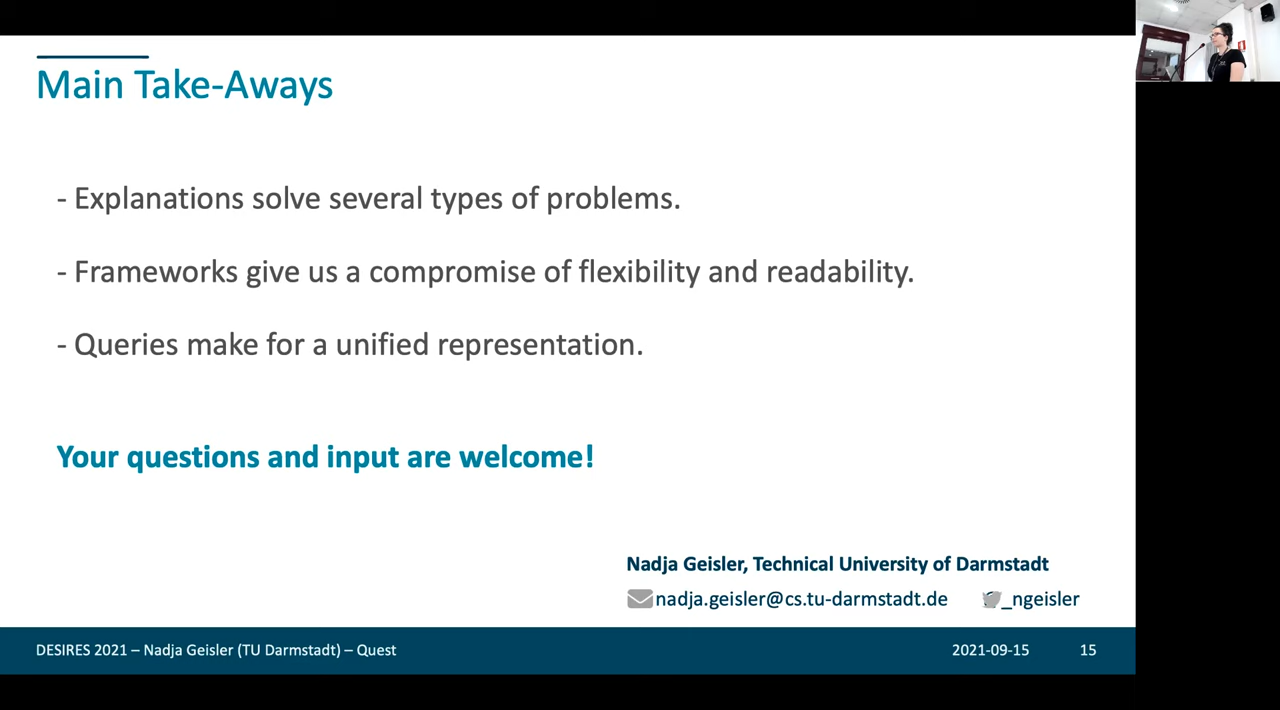 Main Take-Aways
- Explanations solve several types of problems.
- Frameworks give us a compromise of flexibility and readability.
- Queries make for a unified representation.
Your questions and input are welcome!
Nadja Geisler, Technical University of Darmstadt
nadja.geisler@cs.tu-darmstadt.de _ngeisler
DESIRES 2021 – Nadja Geisler (TU Darmstadt) – Quest 2021-09-15 15